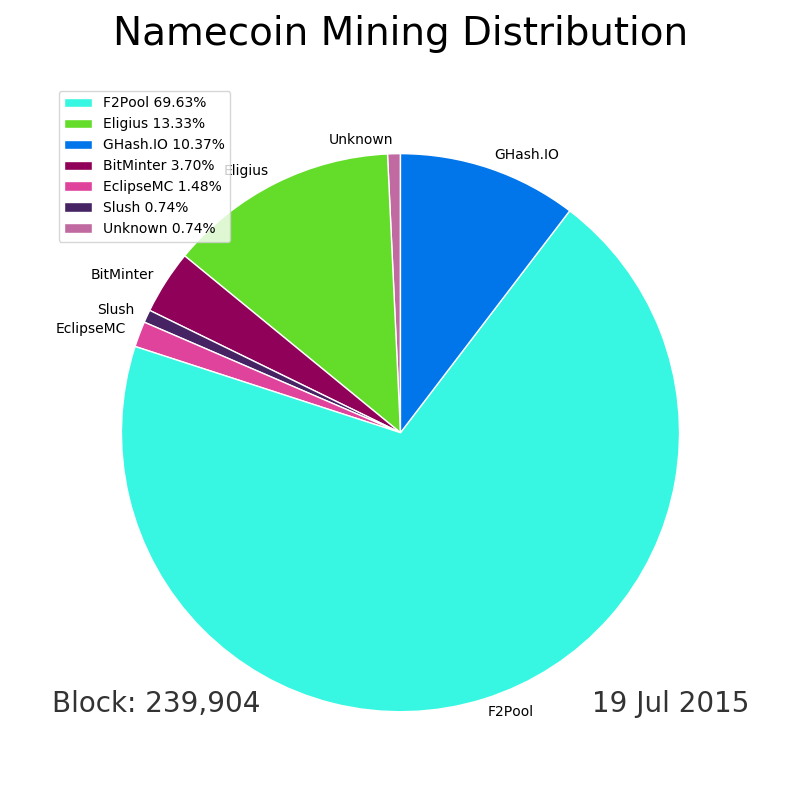 Namecoin Mining Distribution
F2Pool 69.63%
Eligius 13.33%
GHash.IO 10.37%
BitMinter 3.70%
EclipseMC 1.48%
Slush 0.74%
Unknown 0.74%
Unknown
GHash.IO
Eligius
BitMinter
Slush
EclipseMC
F2Pool
Block: 239,904
19 Jul 2015